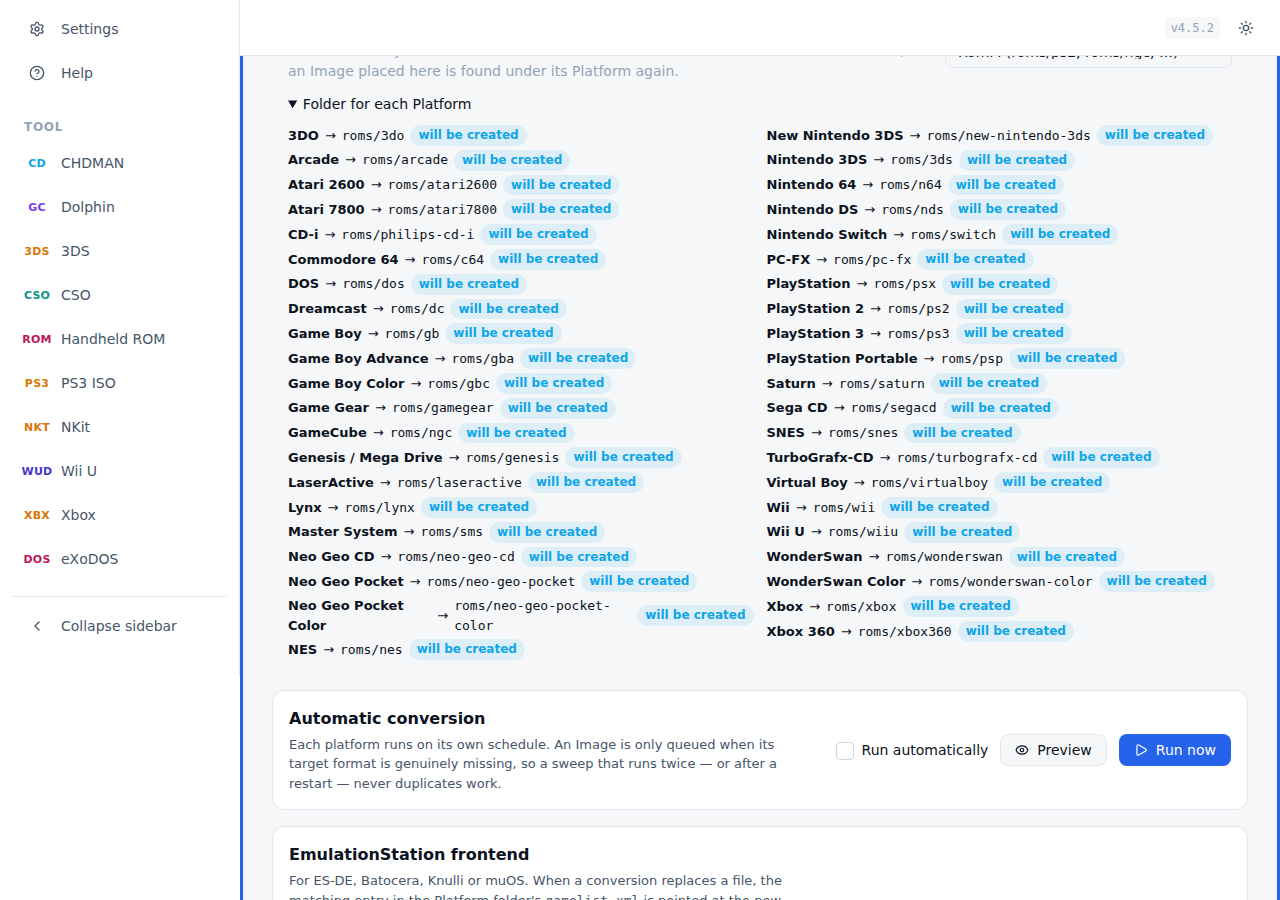 Settings
Help
TOOL
CD CHDMAN
GC Dolphin
3DS 3DS
CSO CSO
ROM Handheld ROM
PS3 PS3 ISO
NKT NKit
WUD Wii U
XBX Xbox
DOS eXoDOS
Collapse sidebar
v4.5.2
an Image placed here is found under its Platform again.
▼ Folder for each Platform
3DO → roms/3do will be created
Arcade → roms/arcade will be created
Atari 2600 → roms/atari2600 will be created
Atari 7800 → roms/atari7800 will be created
CD-i → roms/philips-cd-i will be created
Commodore 64 → roms/c64 will be created
DOS → roms/dos will be created
Dreamcast → roms/dc will be created
Game Boy → roms/gb will be created
Game Boy Advance → roms/gba will be created
Game Boy Color → roms/gbc will be created
Game Gear → roms/gamegear will be created
GameCube → roms/ngc will be created
Genesis / Mega Drive → roms/genesis will be created
LaserActive → roms/laseractive will be created
Lynx → roms/lynx will be created
Master System → roms/sms will be created
Neo Geo CD → roms/neo-geo-cd will be created
Neo Geo Pocket → roms/neo-geo-pocket will be created
Neo Geo Pocket Color → roms/neo-geo-pocket-color will be created
NES → roms/nes will be created
New Nintendo 3DS → roms/new-nintendo-3ds will be created
Nintendo 3DS → roms/3ds will be created
Nintendo 64 → roms/n64 will be created
Nintendo DS → roms/nds will be created
Nintendo Switch → roms/switch will be created
PC-FX → roms/pc-fx will be created
PlayStation → roms/psx will be created
PlayStation 2 → roms/ps2 will be created
PlayStation 3 → roms/ps3 will be created
PlayStation Portable → roms/psp will be created
Saturn → roms/saturn will be created
Sega CD → roms/segacd will be created
SNES → roms/snes will be created
TurboGrafx-CD → roms/turbografx-cd will be created
Virtual Boy → roms/virtualboy will be created
Wii → roms/wii will be created
Wii U → roms/wiiu will be created
WonderSwan → roms/wonderswan will be created
WonderSwan Color → roms/wonderswan-color will be created
Xbox → roms/xbox will be created
Xbox 360 → roms/xbox360 will be created
Automatic conversion
Each platform runs on its own schedule. An Image is only queued when its
target format is genuinely missing, so a sweep that runs twice — or after a
restart — never duplicates work.
Run automatically
Preview
Run now
EmulationStation frontend
For ES-DE, Batocera, Knulli or muOS. When a conversion replaces a file, the
matching entry in the Platform folder's gamelist.xml is pointed at the new